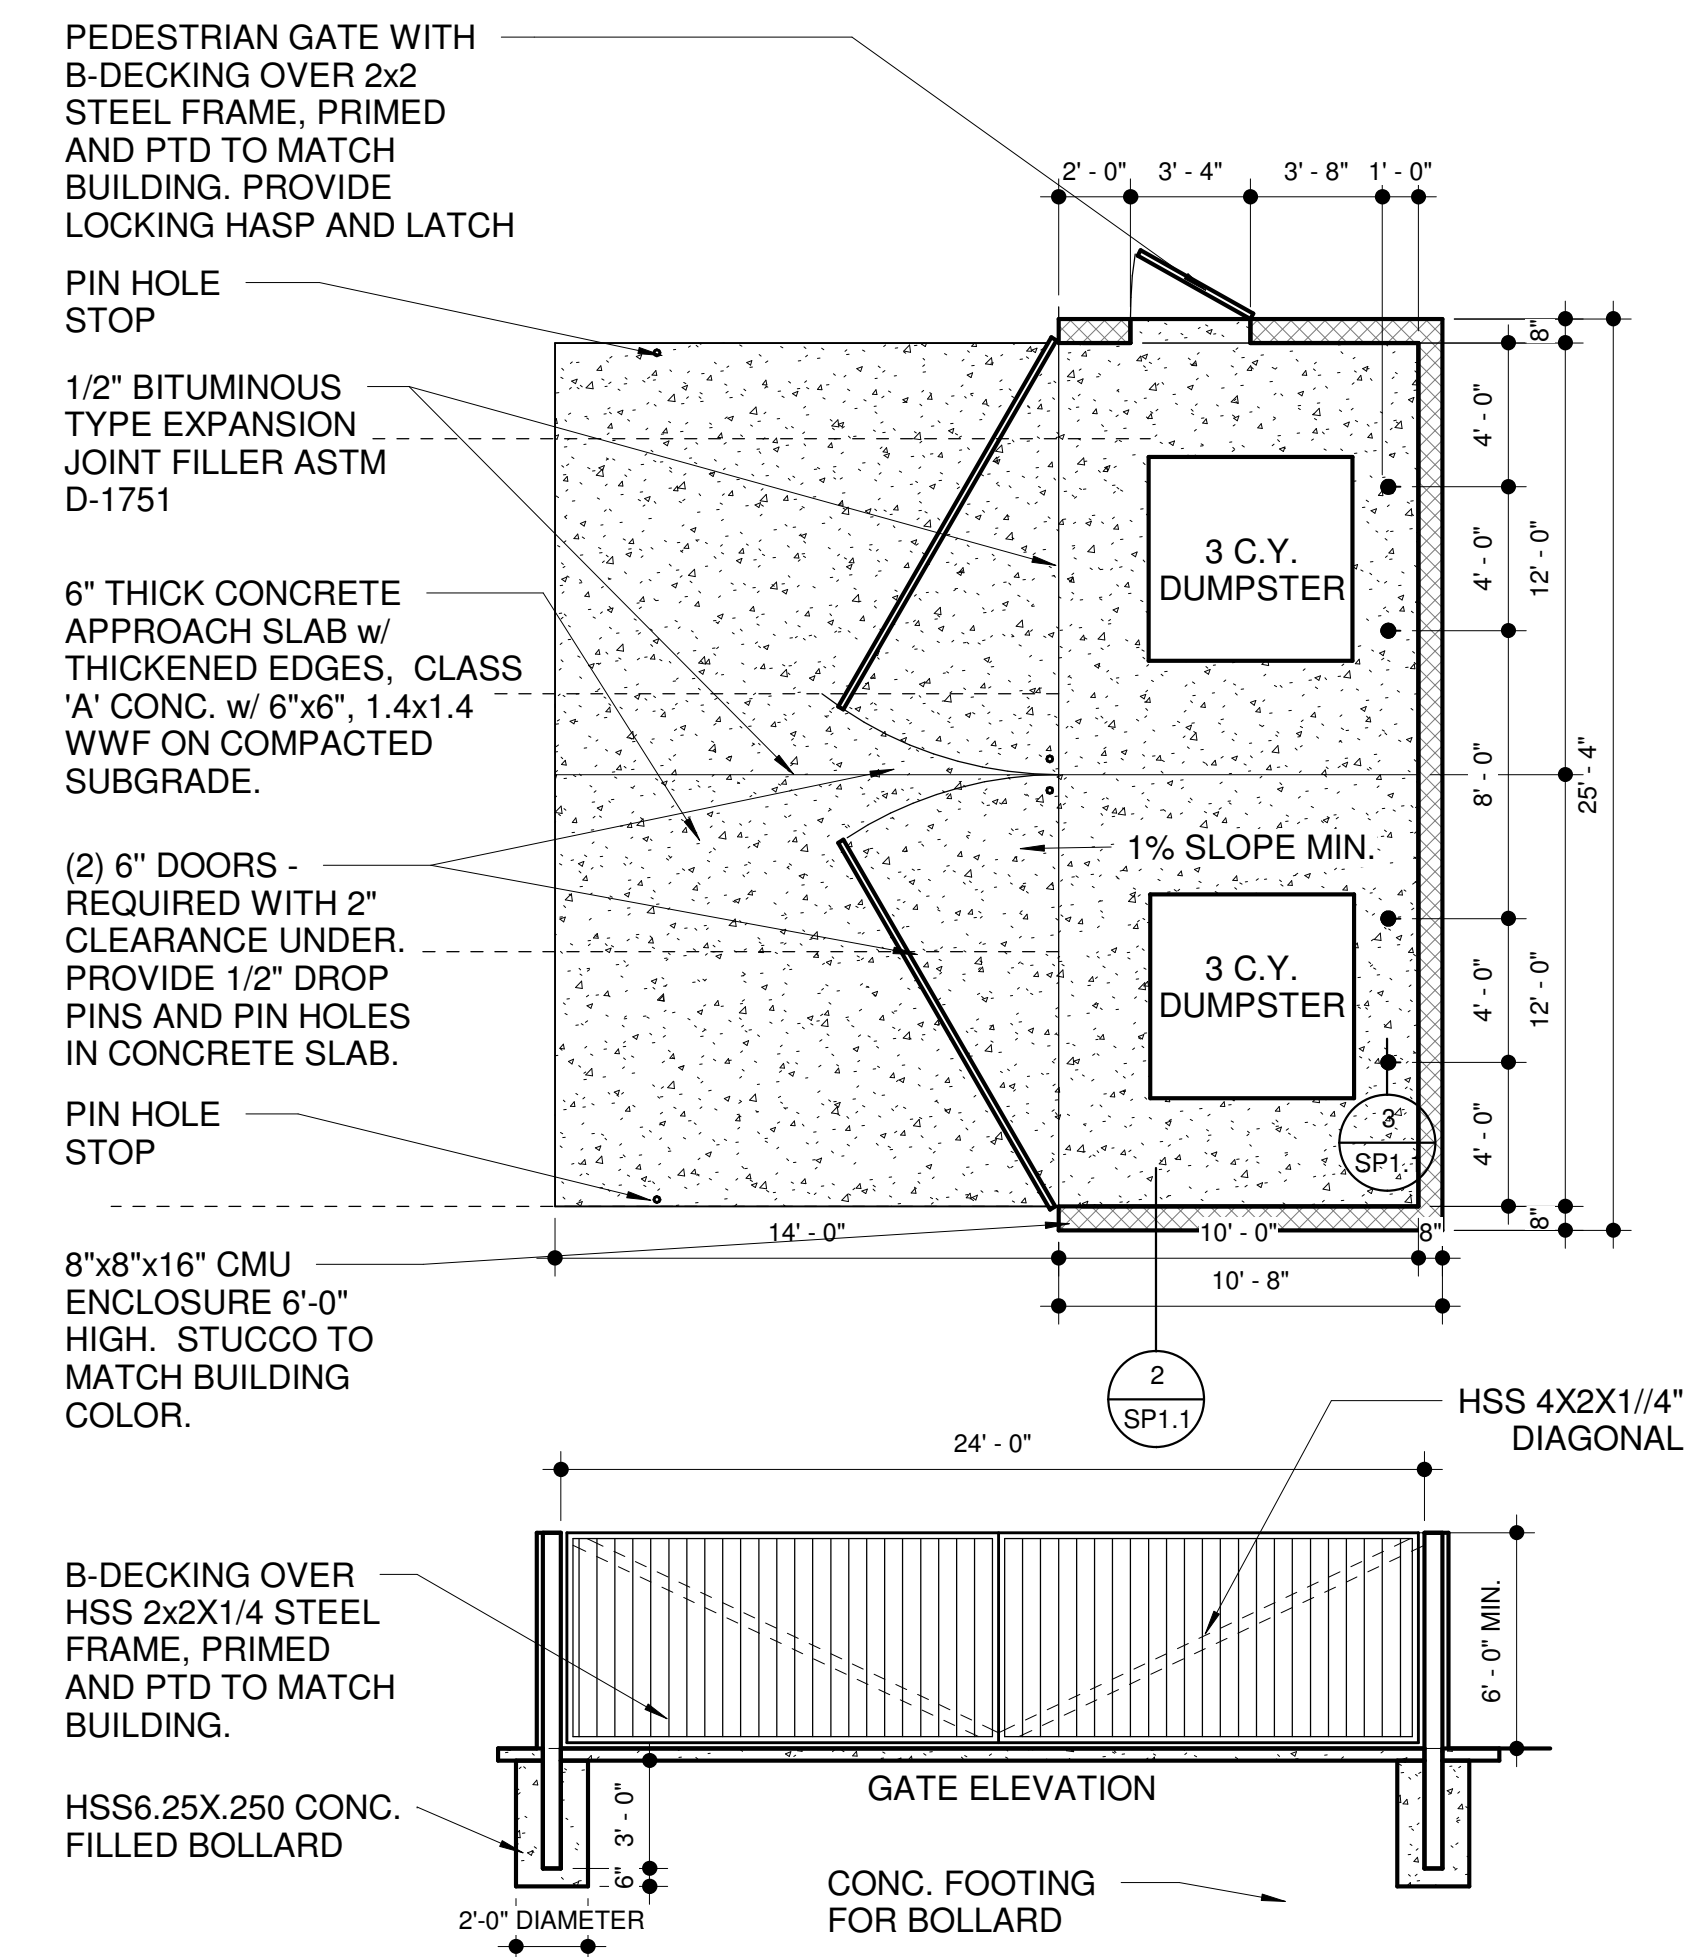 PEDESTRIAN GATE WITH
B-DECKING OVER 2x2
STEEL FRAME, PRIMED
AND PTD TO MATCH
BUILDING. PROVIDE
LOCKING HASP AND LATCH
PIN HOLE
STOP
1/2" BITUMINOUS
TYPE EXPANSION
JOINT FILLER ASTM
D-1751
6" THICK CONCRETE
APPROACH SLAB w/
THICKENED EDGES, CLASS
'A' CONC. w/ 6"x6", 1.4x1.4
WWF ON COMPACTED
SUBGRADE.
(2) 6'' DOORS -
REQUIRED WITH 2"
CLEARANCE UNDER.
PROVIDE 1/2" DROP
PINS AND PIN HOLES
IN CONCRETE SLAB.
PIN HOLE
STOP
8"x8"x16" CMU
ENCLOSURE 6'-0"
HIGH. STUCCO TO
MATCH BUILDING
COLOR.
2' - 0" 3' - 4" 3' - 8" 1' - 0"
3 C.Y.
DUMPSTER
1% SLOPE MIN.
3 C.Y.
DUMPSTER
8"
4' - 0"
4' - 0"
12' - 0"
8' - 0"
25' - 4"
4' - 0"
12' - 0"
4' - 0"
8"
3
SP1.1
14' - 0" 10' - 0" 8"
10' - 8"
2
SP1.1
HSS 4X2X1//4"
DIAGONAL
24' - 0"
B-DECKING OVER
HSS 2x2X1/4 STEEL
FRAME, PRIMED
AND PTD TO MATCH
BUILDING.
6' - 0" MIN.
GATE ELEVATION
HSS6.25X.250 CONC.
FILLED BOLLARD
3' - 0"
6"
2'-0" DIAMETER
CONC. FOOTING
FOR BOLLARD